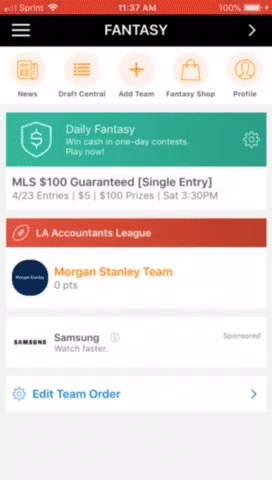 Sprint 11:37 AM 100%
FANTASY
News Draft Central Add Team Fantasy Shop Profile
Daily Fantasy
Win cash in one-day contests.
Play now!
MLS $100 Guaranteed [Single Entry]
4/23 Entries | $5 | $100 Prizes | Sat 3:30PM
LA Accountants League
Morgan Stanley
Morgan Stanley Team
0 pts
SAMSUNG
Samsung
Sponsored
Watch faster.
Edit Team Order